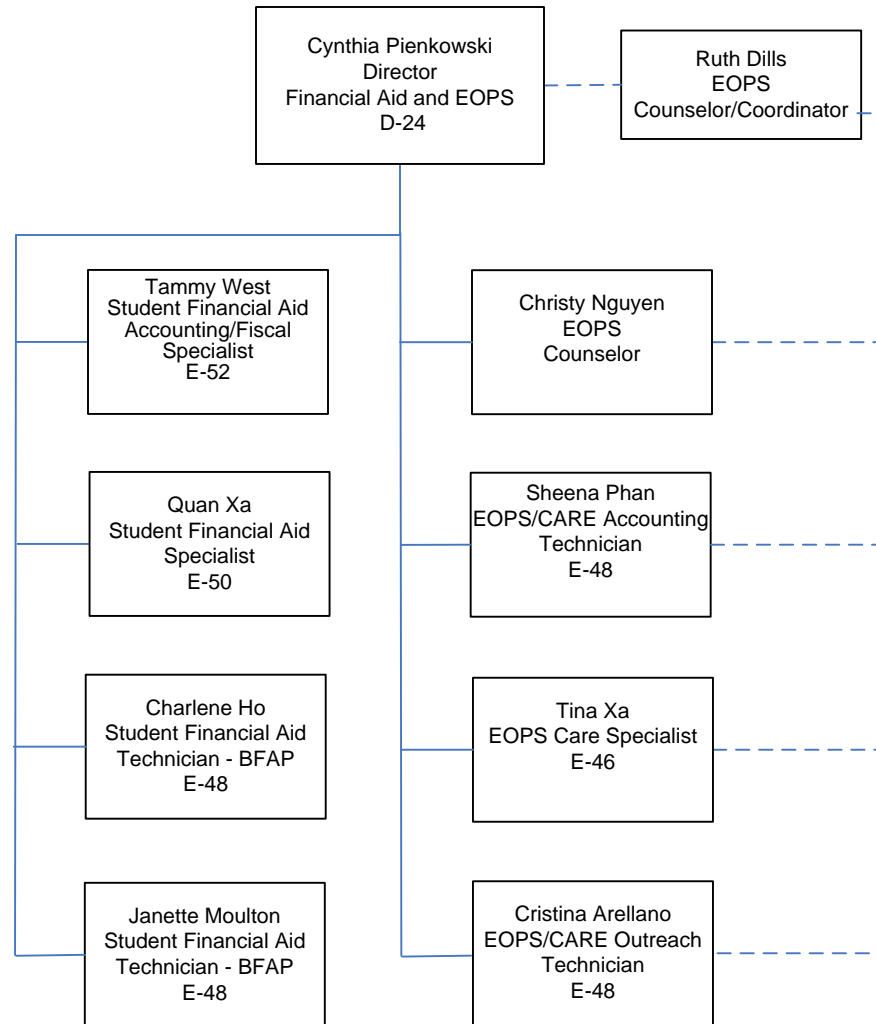 Cynthia Pienkowski
Director
Financial Aid and EOPS
D-24
Ruth Dills
EOPS
Counselor/Coordinator
Tammy West
Student Financial Aid
Accounting/Fiscal
Specialist
E-52
Christy Nguyen
EOPS
Counselor
Quan Xa
Student Financial Aid
Specialist
E-50
Sheena Phan
EOPS/CARE Accounting
Technician
E-48
Charlene Ho
Student Financial Aid
Technician - BFAP
E-48
Tina Xa
EOPS Care Specialist
E-46
Janette Moulton
Student Financial Aid
Technician - BFAP
E-48
Cristina Arellano
EOPS/CARE Outreach
Technician
E-48